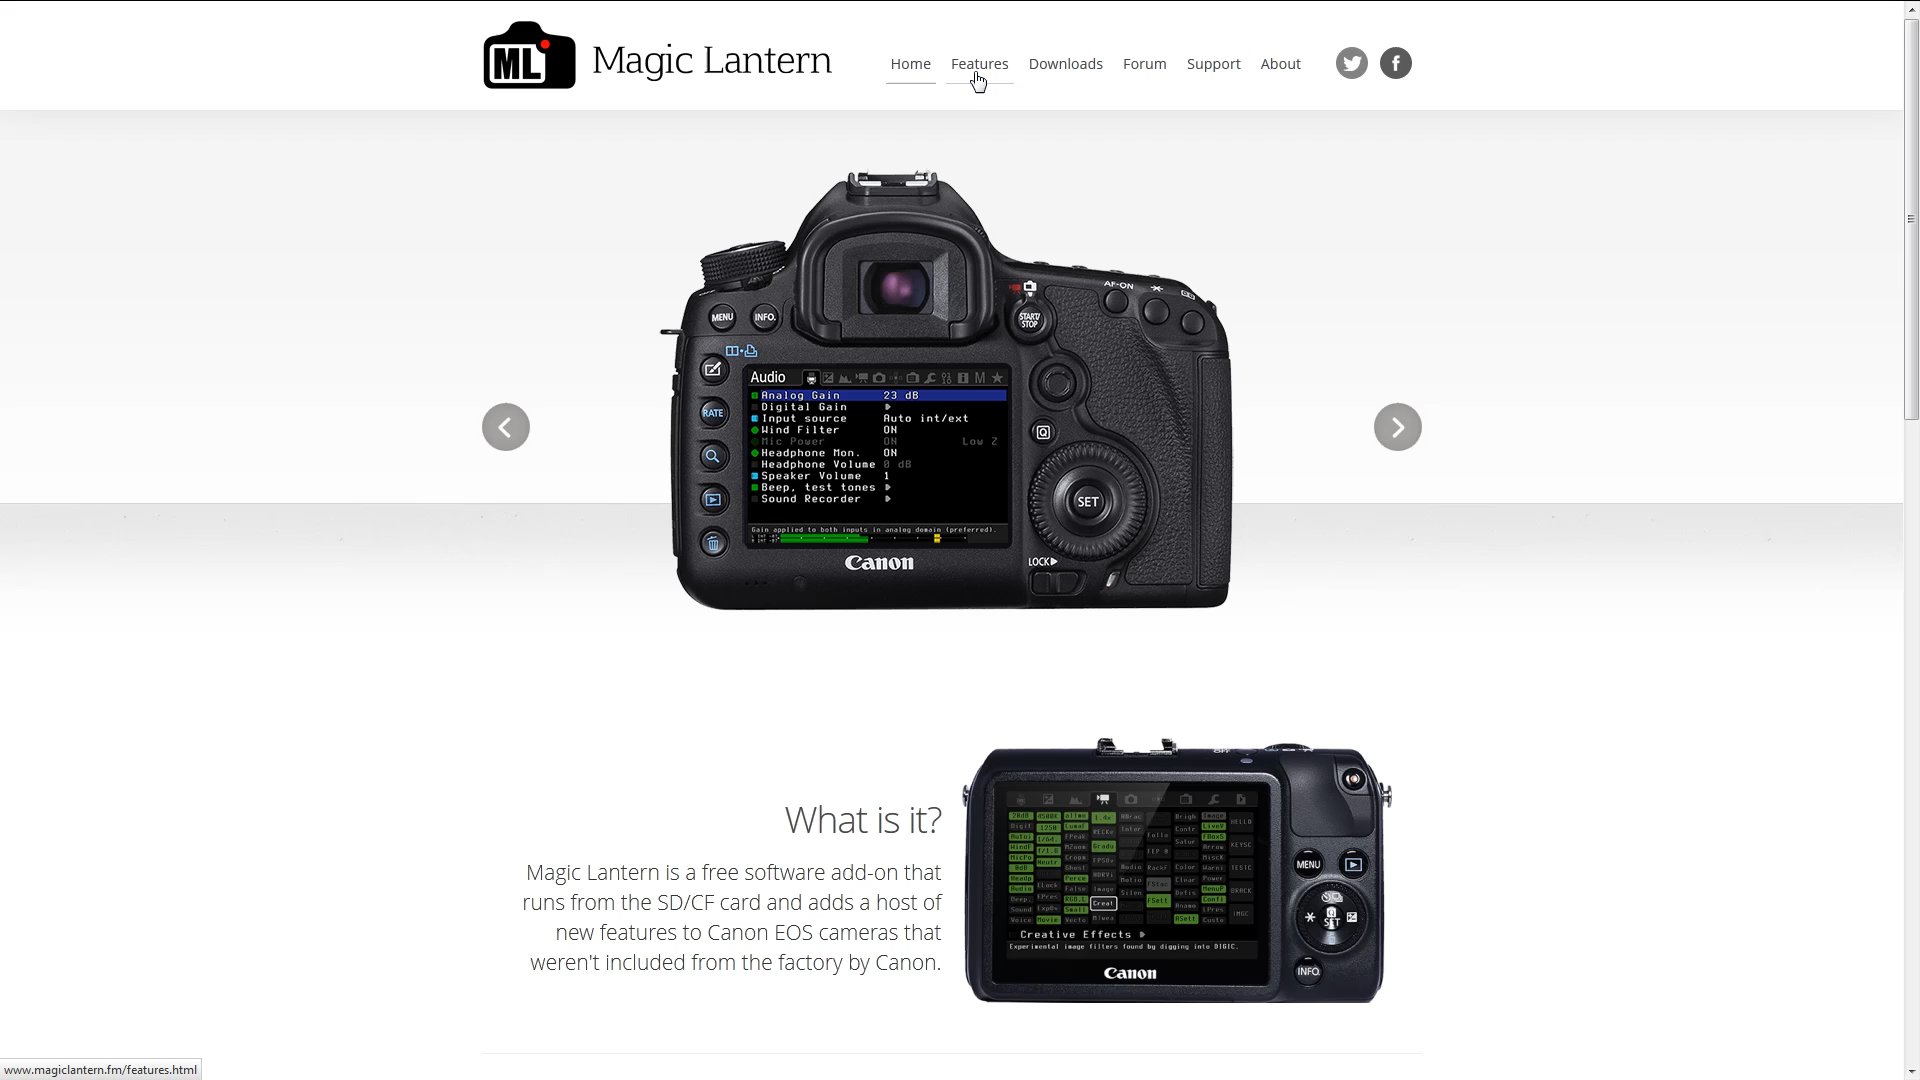 ML Magic Lantern
Home Features Downloads Forum Support About
AF-ON
MENU INFO. START/
STOP
Audio M
Analog Gain 23 dB
Digital Gain
RATE
Input source Auto int/ext
Wind Filter ON
Mic Power ON Low Z
Q
Headphone Mon. ON
Headphone Volume 0 dB
Speaker Volume 1
Beep, test tones
Sound Recorder
SET
Gain applied to both inputs in analog domain (preferred).
Canon
LOCK
What is it?
Magic Lantern is a free software add-on that
runs from the SD/CF card and adds a host of
new features to Canon EOS cameras that
weren't included from the factory by Canon.
MENU
SET
Creative Effects
Experimental image filters found by digging into DIGIC.
Canon
INFO.
www.magiclantern.fm/features.html